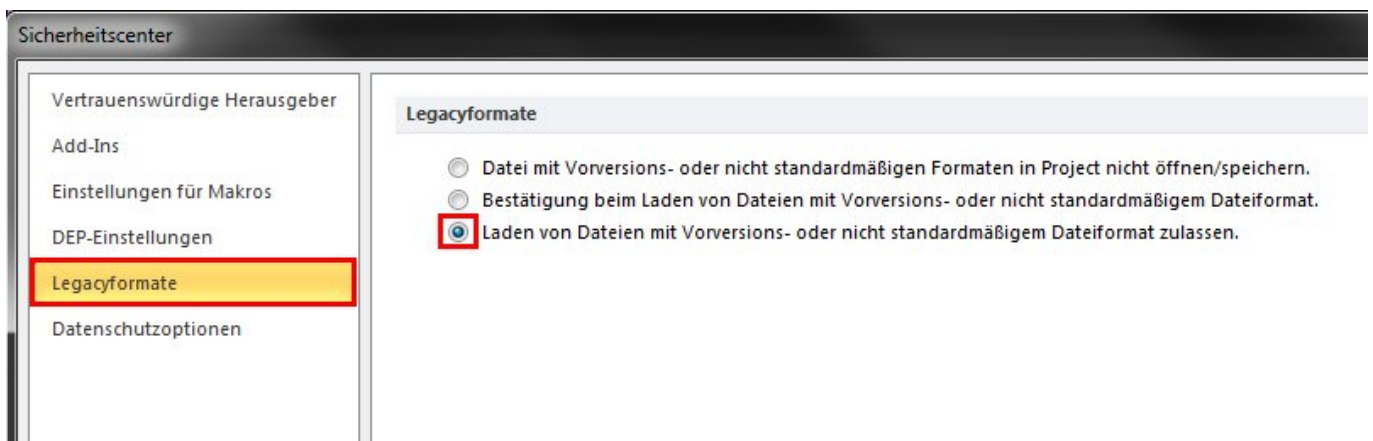 Sicherheitscenter
Vertrauenswürdige Herausgeber
Add-Ins
Einstellungen für Makros
DEP-Einstellungen
Legacyformate
Datenschutzoptionen
Legacyformate
Datei mit Vorversions- oder nicht standardmäßigen Formaten in Project nicht öffnen/speichern.
Bestätigung beim Laden von Dateien mit Vorversions- oder nicht standardmäßigem Dateiformat.
Laden von Dateien mit Vorversions- oder nicht standardmäßigem Dateiformat zulassen.